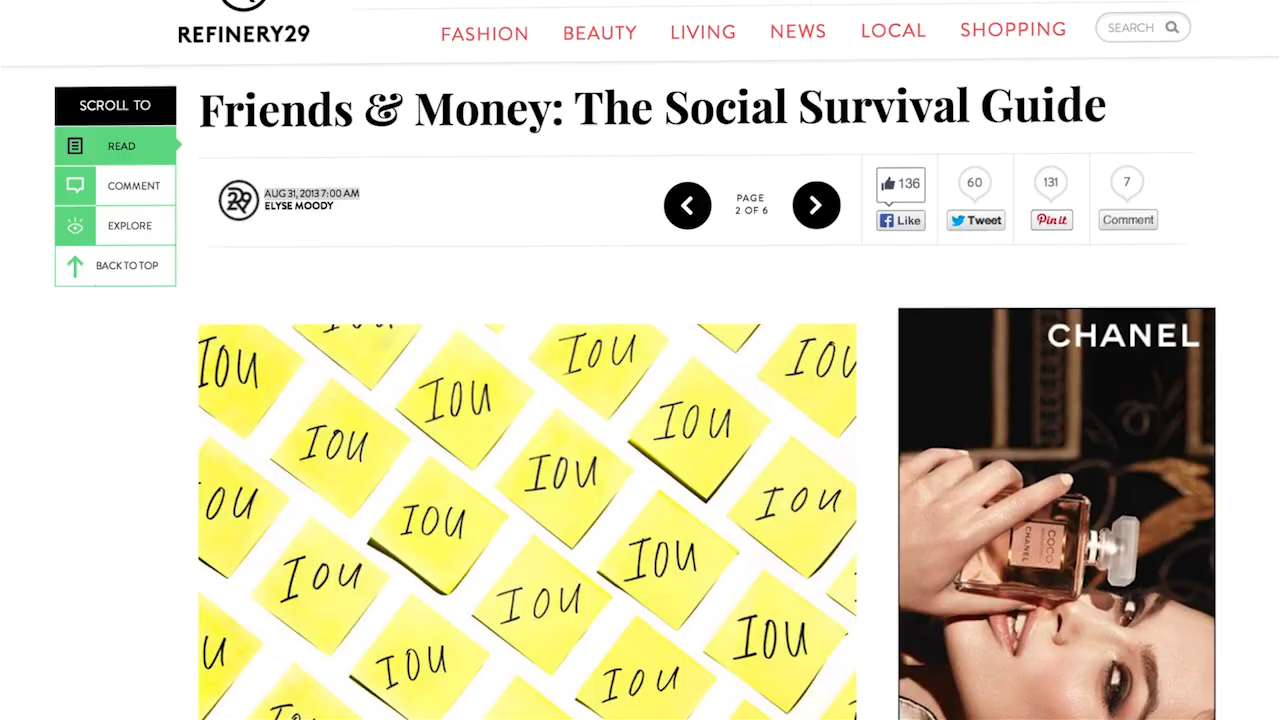 REFINERY29
FASHION BEAUTY LIVING NEWS LOCAL SHOPPING SEARCH
SCROLL TO
READ
COMMENT
EXPLORE
BACK TO TOP
Friends & Money: The Social Survival Guide
AUG 31, 2013 7:00 AM
ELYSE MOODY
PAGE
2 OF 6
136 60 131 7
Like Tweet Pin it Comment
IOU IOU IOU
IOU IOU IOU
IOU IOU IOU
IOU IOU IOU
IOU IOU IOU
IOU IOU
CHANEL
COCO
CHANEL